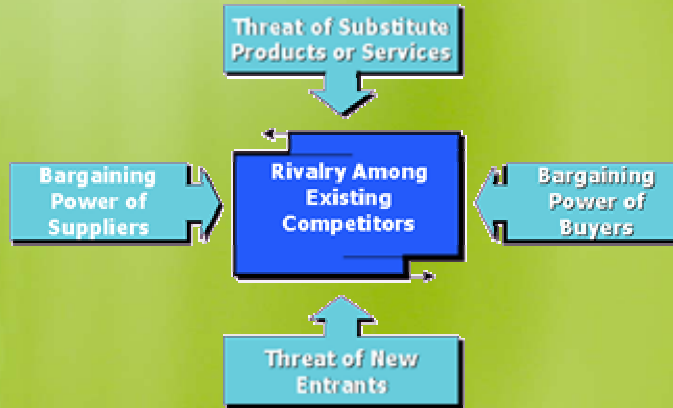 Threat of Substitute
Products or Services
Bargaining
Power of
Suppliers
Rivalry Among
Existing
Competitors
Bargaining
Power of
Buyers
Threat of New
Entrants